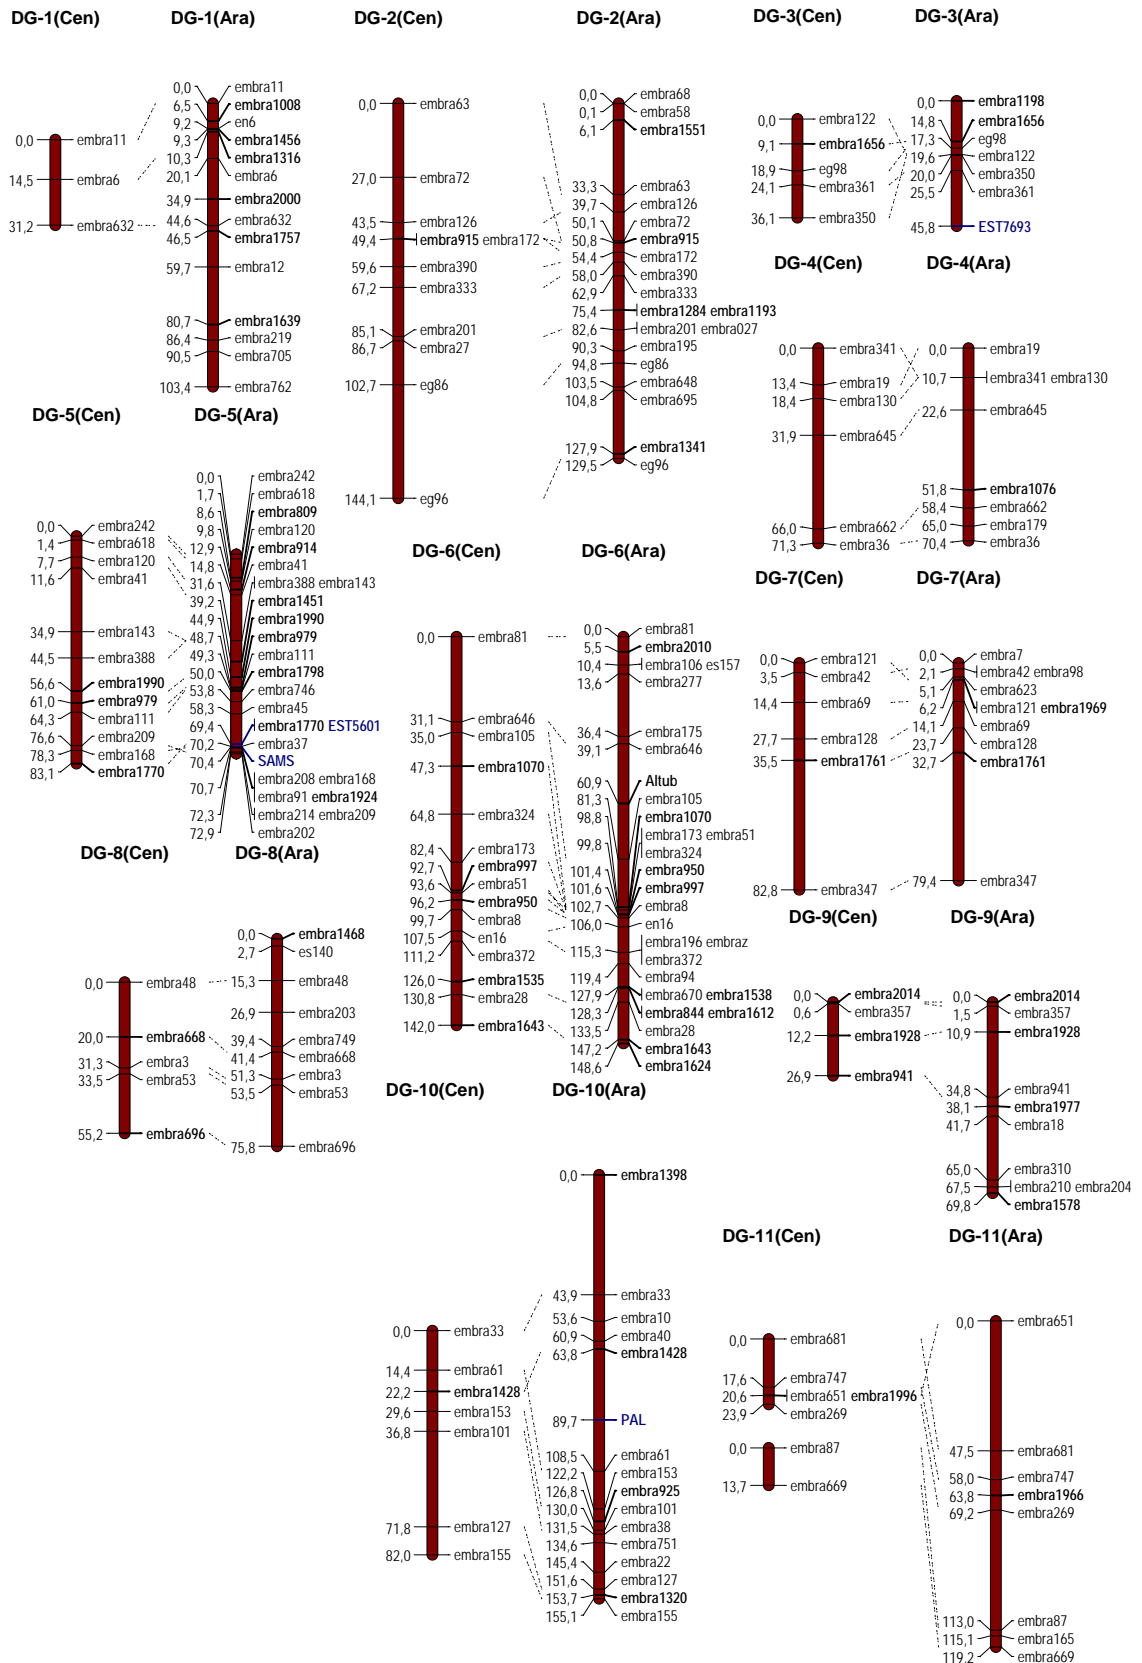 DG-1(Cen)
0,0 embra11
14,5 embra6
31,2 embra632
DG-1(Ara)
0,0 embra11
6,5 embra1008
9,2 en6
9,3 embra1456
10,3 embra1316
20,1 embra6
34,9 embra2000
44,6 embra632
46,5 embra1757
59,7 embra12
80,7 embra1639
86,4 embra219
90,5 embra705
103,4 embra762
DG-2(Cen)
0,0 embra63
27,0 embra72
43,5 embra126
49,4 embra915 embra172
59,6 embra390
67,2 embra333
85,1 embra201
86,7 embra27
102,7 eg86
144,1 eg96
DG-2(Ara)
0,0 embra68
0,1 embra58
6,1 embra1551
33,3 embra63
39,7 embra126
50,1 embra72
50,8 embra915
54,4 embra172
58,0 embra390
62,9 embra333
75,4 embra1284 embra1193
82,6 embra201 embra027
90,3 embra195
94,8 eg86
103,5 embra648
104,8 embra695
127,9 embra1341
129,5 eg96
DG-3(Cen)
0,0 embra122
9,1 embra1656
18,9 eg98
24,1 embra361
36,1 embra350
DG-3(Ara)
0,0 embra1198
14,8 embra1656
17,3 eg98
19,6 embra122
20,0 embra350
25,5 embra361
45,8 EST7693
DG-4(Cen)
0,0 embra341
13,4 embra19
18,4 embra130
31,9 embra645
66,0 embra662
71,3 embra36
DG-4(Ara)
0,0 embra19
10,7 embra341 embra130
22,6 embra645
51,8 embra1076
58,4 embra662
65,0 embra179
70,4 embra36
DG-5(Cen)
0,0 embra242
1,4 embra618
7,7 embra120
11,6 embra41
34,9 embra143
44,5 embra388
56,6 embra1990
61,0 embra979
64,3 embra111
76,6 embra209
78,3 embra168
83,1 embra1770
DG-5(Ara)
0,0 embra242
1,7 embra618
8,6 embra809
9,8 embra120
12,9 embra914
14,8 embra41
31,6 embra388 embra143
39,2 embra1451
44,9 embra1990
48,7 embra979
49,3 embra111
50,0 embra1798
53,8 embra746
58,3 embra45
69,4 embra1770 EST5601
70,2 embra37
70,4 SAMS
70,7 embra208 embra168
embra91 embra1924
72,3 embra214 embra209
72,9 embra202
DG-6(Cen)
0,0 embra81
31,1 embra646
35,0 embra105
47,3 embra1070
64,8 embra324
82,4 embra173
92,7 embra997
93,6 embra51
96,2 embra950
99,7 embra8
107,5 en16
111,2 embra372
126,0 embra1535
130,8 embra28
142,0 embra1643
DG-6(Ara)
0,0 embra81
5,5 embra2010
10,4 embra106 es157
13,6 embra277
36,4 embra175
39,1 embra646
60,9 Altub
81,3 embra105
98,8 embra1070
embra173 embra51
99,8 embra324
101,4 embra950
101,6 embra997
102,7 embra8
106,0 en16
embra196 embraz
115,3 embra372
119,4 embra94
127,9 embra670 embra1538
128,3 embra844 embra1612
133,5 embra28
147,2 embra1643
148,6 embra1624
DG-7(Cen)
0,0 embra121
3,5 embra42
14,4 embra69
27,7 embra128
35,5 embra1761
82,8 embra347
DG-7(Ara)
0,0 embra7
2,1 embra42 embra98
5,1 embra623
6,2 embra121 embra1969
14,1 embra69
23,7 embra128
32,7 embra1761
79,4 embra347
DG-8(Cen)
0,0 embra48
20,0 embra668
31,3 embra3
33,5 embra53
55,2 embra696
DG-8(Ara)
0,0 embra1468
2,7 es140
15,3 embra48
26,9 embra203
39,4 embra749
41,4 embra668
51,3 embra3
53,5 embra53
75,8 embra696
DG-9(Cen)
0,0 embra2014
0,6 embra357
12,2 embra1928
26,9 embra941
DG-9(Ara)
0,0 embra2014
1,5 embra357
10,9 embra1928
34,8 embra941
38,1 embra1977
41,7 embra18
65,0 embra310
67,5 embra210 embra204
69,8 embra1578
DG-10(Cen)
0,0 embra33
14,4 embra61
22,2 embra1428
29,6 embra153
36,8 embra101
71,8 embra127
82,0 embra155
DG-10(Ara)
0,0 embra1398
43,9 embra33
53,6 embra10
60,9 embra40
63,8 embra1428
89,7 PAL
108,5 embra61
122,2 embra153
126,8 embra925
130,0 embra101
131,5 embra38
134,6 embra751
145,4 embra22
151,6 embra127
153,7 embra1320
155,1 embra155
DG-11(Cen)
0,0 embra681
17,6 embra747
20,6 embra651 embra1996
23,9 embra269
0,0 embra87
13,7 embra669
DG-11(Ara)
0,0 embra651
47,5 embra681
58,0 embra747
63,8 embra1966
69,2 embra269
113,0 embra87
115,1 embra165
119,2 embra669